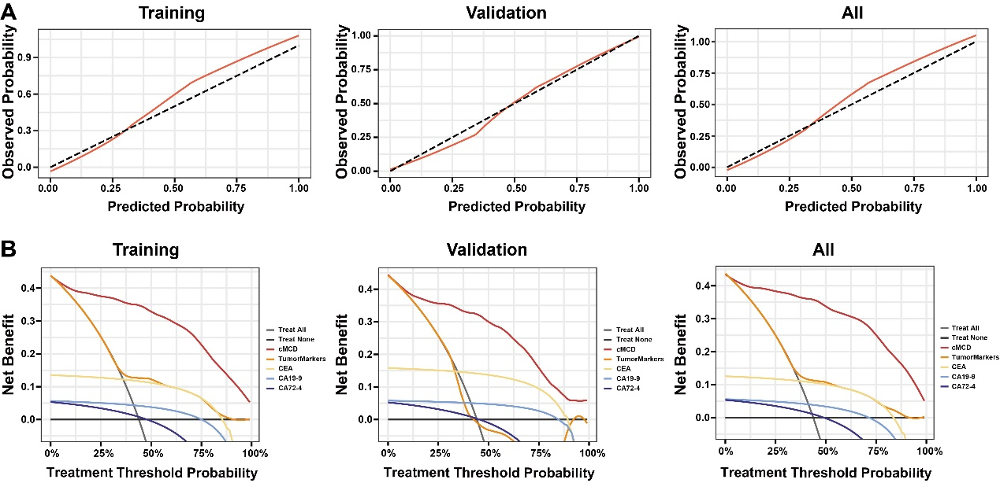 A
Training
Validation
All
Observed Probability
0.9
0.6
0.3
0.0
0.00 0.25 0.50 0.75 1.00
Predicted Probability
Observed Probability
1.00
0.75
0.50
0.25
0.00
0.00 0.25 0.50 0.75 1.00
Predicted Probability
Observed Probability
1.00
0.75
0.50
0.25
0.00
0.00 0.25 0.50 0.75 1.00
Predicted Probability
B
Training
Validation
All
Net Benefit
0.4
0.3
0.2
0.1
0.0
0% 25% 50% 75% 100%
Treatment Threshold Probability
Treat All
Treat None
cMCD
TumorMarkers
CEA
CA19-9
CA72-4
Net Benefit
0.4
0.3
0.2
0.1
0.0
0% 25% 50% 75% 100%
Treatment Threshold Probability
Treat All
Treat None
cMCD
TumorMarkers
CEA
CA19-9
CA72-4
Net Benefit
0.4
0.3
0.2
0.1
0.0
0% 25% 50% 75% 100%
Treatment Threshold Probability
Treat All
Treat None
cMCD
TumorMarkers
CEA
CA19-9
CA72-4